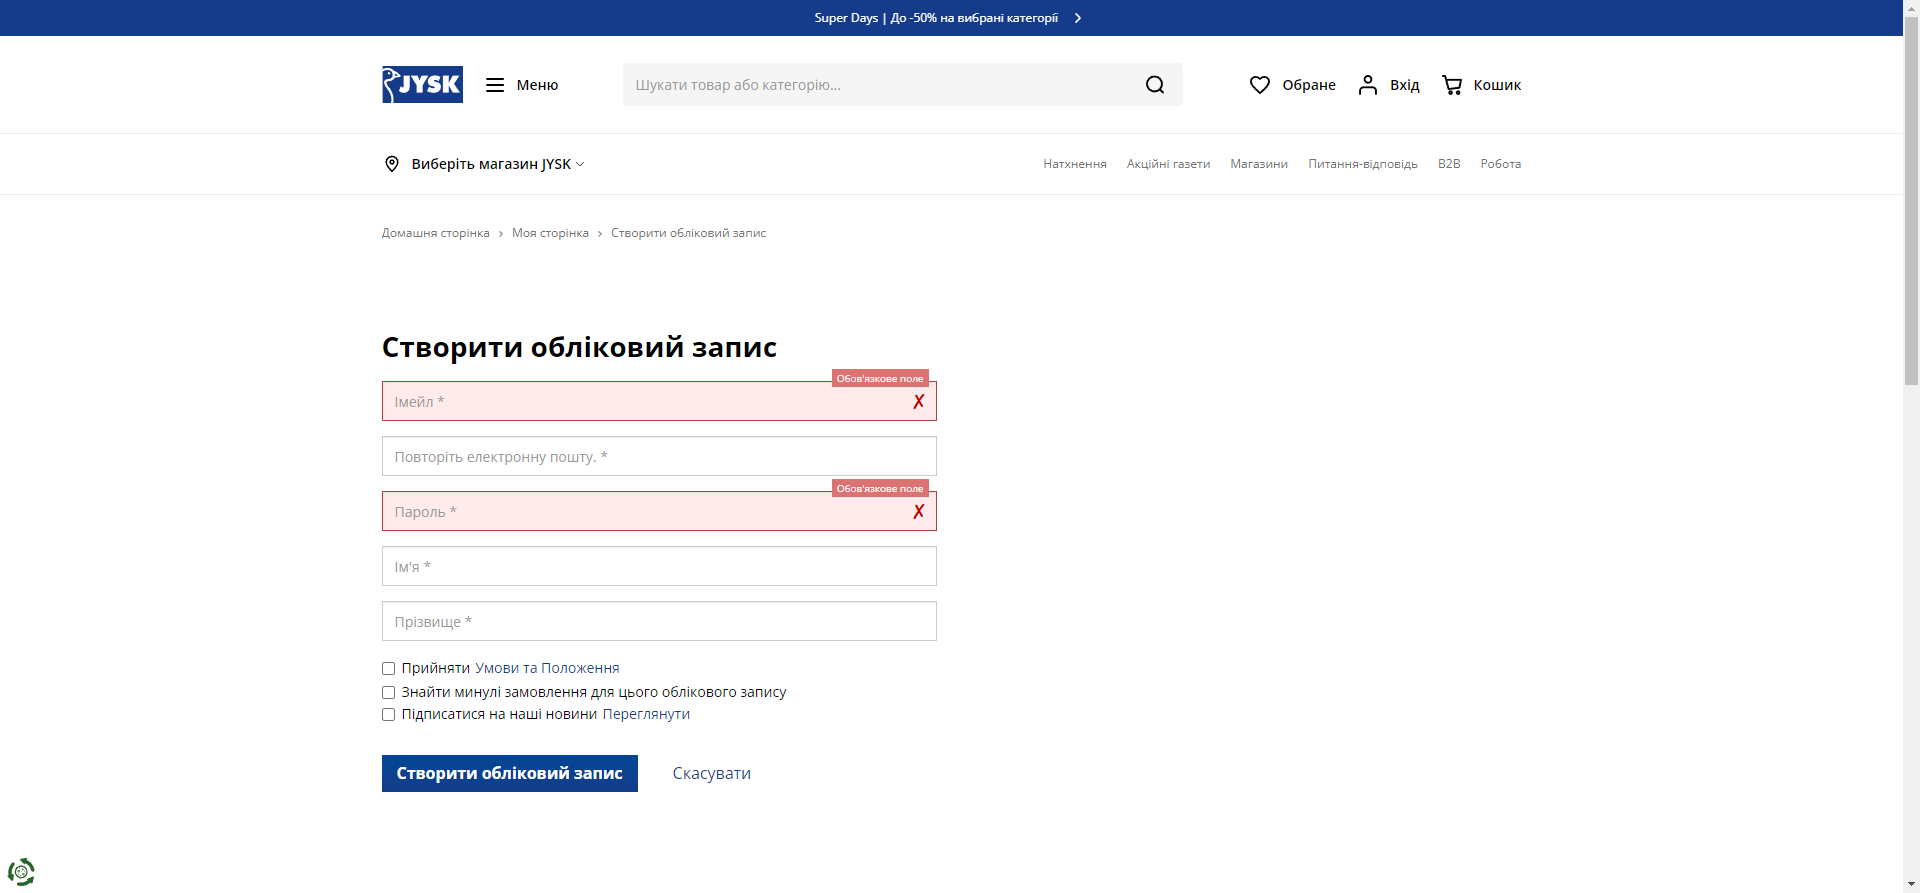 Super Days | До -50% на вибрані категорії
JYSK
Меню
Шукати товар або категорію...
Обране
Вхід
Кошик
Виберіть магазин JYSK
Натхнення
Акційні газети
Магазини
Питання-відповідь
B2B
Робота
Домашня сторінка > Моя сторінка > Створити обліковий запис
Створити обліковий запис
Обов'язкове поле
Імейл *
Повторіть електронну пошту. *
Обов'язкове поле
Пароль *
Ім'я *
Прізвище *
Прийняти Умови та Положення
Знайти минулі замовлення для цього облікового запису
Підписатися на наші новини Переглянути
Створити обліковий запис
Скасувати